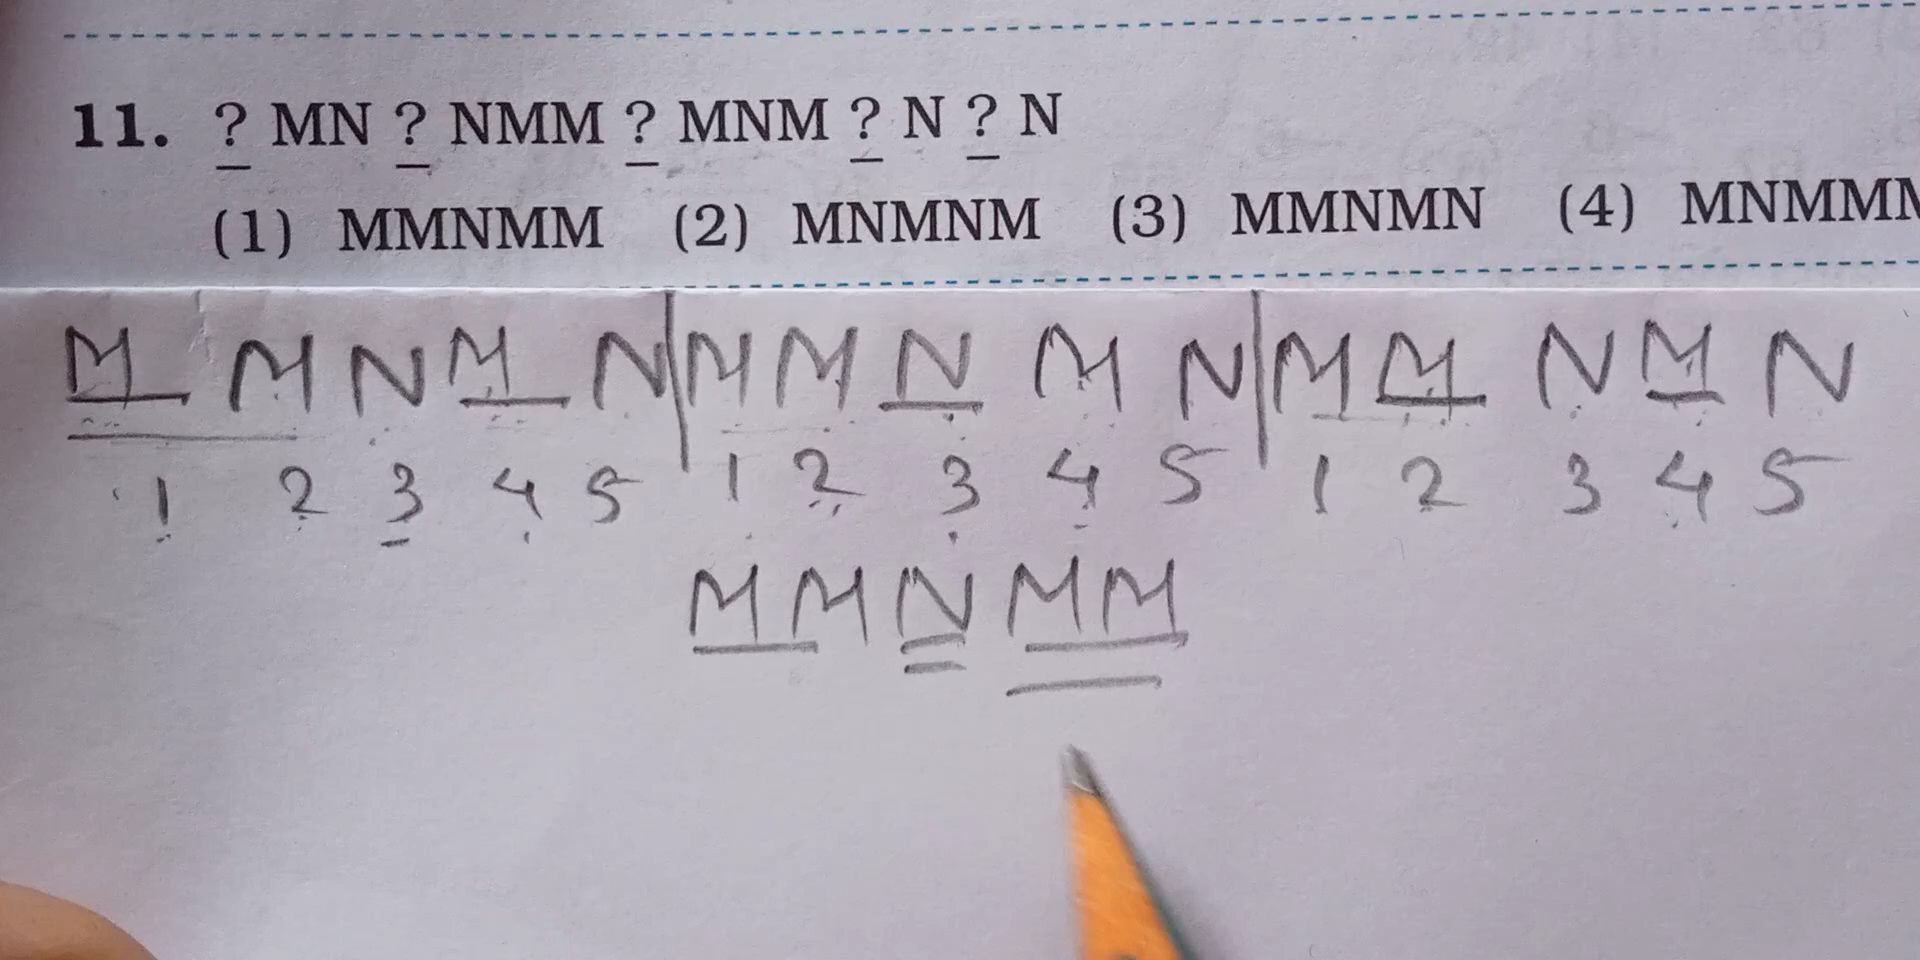 11. ? MN ? NMM ? MNM ? N ? N
(1) MMNMM (2) MNMNM (3) MMNMN (4) MNMMM
M M N M N M M N M N M M N M N
1 2 3 4 5 1 2 3 4 5 1 2 3 4 5
M M N M M